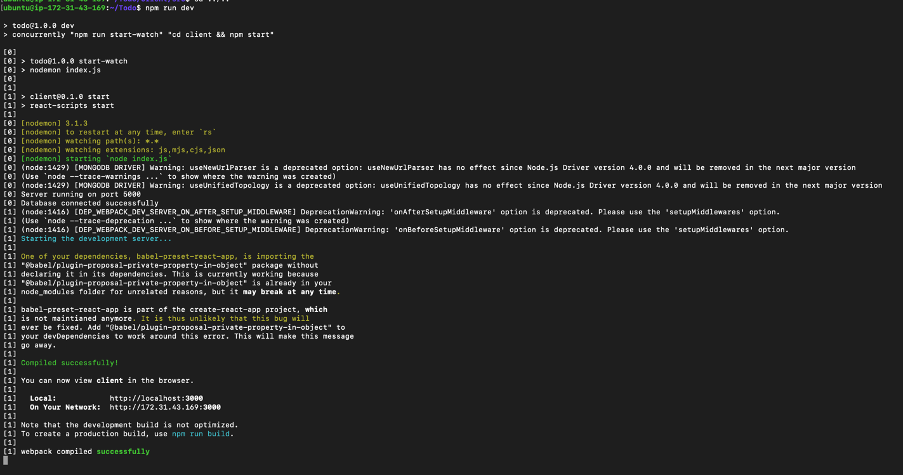 [ubuntu@ip-172-31-43-169:~/Todo$ npm run dev
> todo@1.0.0 dev
> concurrently "npm run start-watch" "cd client && npm start"
[0]
[0] > todo@1.0.0 start-watch
[0] > nodemon index.js
[0]
[1]
[1] > client@0.1.0 start
[1] > react-scripts start
[1]
[0] [nodemon] 3.1.3
[0] [nodemon] to restart at any time, enter `rs`
[0] [nodemon] watching path(s): *.*
[0] [nodemon] watching extensions: js,mjs,cjs,json
[0] [nodemon] starting `node index.js`
[0] (node:1429) [MONGODB DRIVER] Warning: useNewUrlParser is a deprecated option: useNewUrlParser has no effect since Node.js Driver version 4.0.0 and will be removed in the next major version
[0] (Use `node --trace-warnings ...` to show where the warning was created)
[0] (node:1429) [MONGODB DRIVER] Warning: useUnifiedTopology is a deprecated option: useUnifiedTopology has no effect since Node.js Driver version 4.0.0 and will be removed in the next major version
[0] Server running on port 5000
[0] Database connected successfully
[1] (node:1416) [DEP_WEBPACK_DEV_SERVER_ON_AFTER_SETUP_MIDDLEWARE] DeprecationWarning: 'onAfterSetupMiddleware' option is deprecated. Please use the 'setupMiddlewares' option.
[1] (Use `node --trace-deprecation ...` to show where the warning was created)
[1] (node:1416) [DEP_WEBPACK_DEV_SERVER_ON_BEFORE_SETUP_MIDDLEWARE] DeprecationWarning: 'onBeforeSetupMiddleware' option is deprecated. Please use the 'setupMiddlewares' option.
[1] Starting the development server...
[1]
[1] One of your dependencies, babel-preset-react-app, is importing the
[1] "@babel/plugin-proposal-private-property-in-object" package without
[1] declaring it in its dependencies. This is currently working because
[1] "@babel/plugin-proposal-private-property-in-object" is already in your
[1] node_modules folder for unrelated reasons, but it may break at any time.
[1]
[1] babel-preset-react-app is part of the create-react-app project, which
[1] is not maintianed anymore. It is thus unlikely that this bug will
[1] ever be fixed. Add "@babel/plugin-proposal-private-property-in-object" to
[1] your devDependencies to work around this error. This will make this message
[1] go away.
[1]
[1] Compiled successfully!
[1]
[1] You can now view client in the browser.
[1]
[1] Local: http://localhost:3000
[1] On Your Network: http://172.31.43.169:3000
[1]
[1] Note that the development build is not optimized.
[1] To create a production build, use npm run build.
[1]
[1] webpack compiled successfully